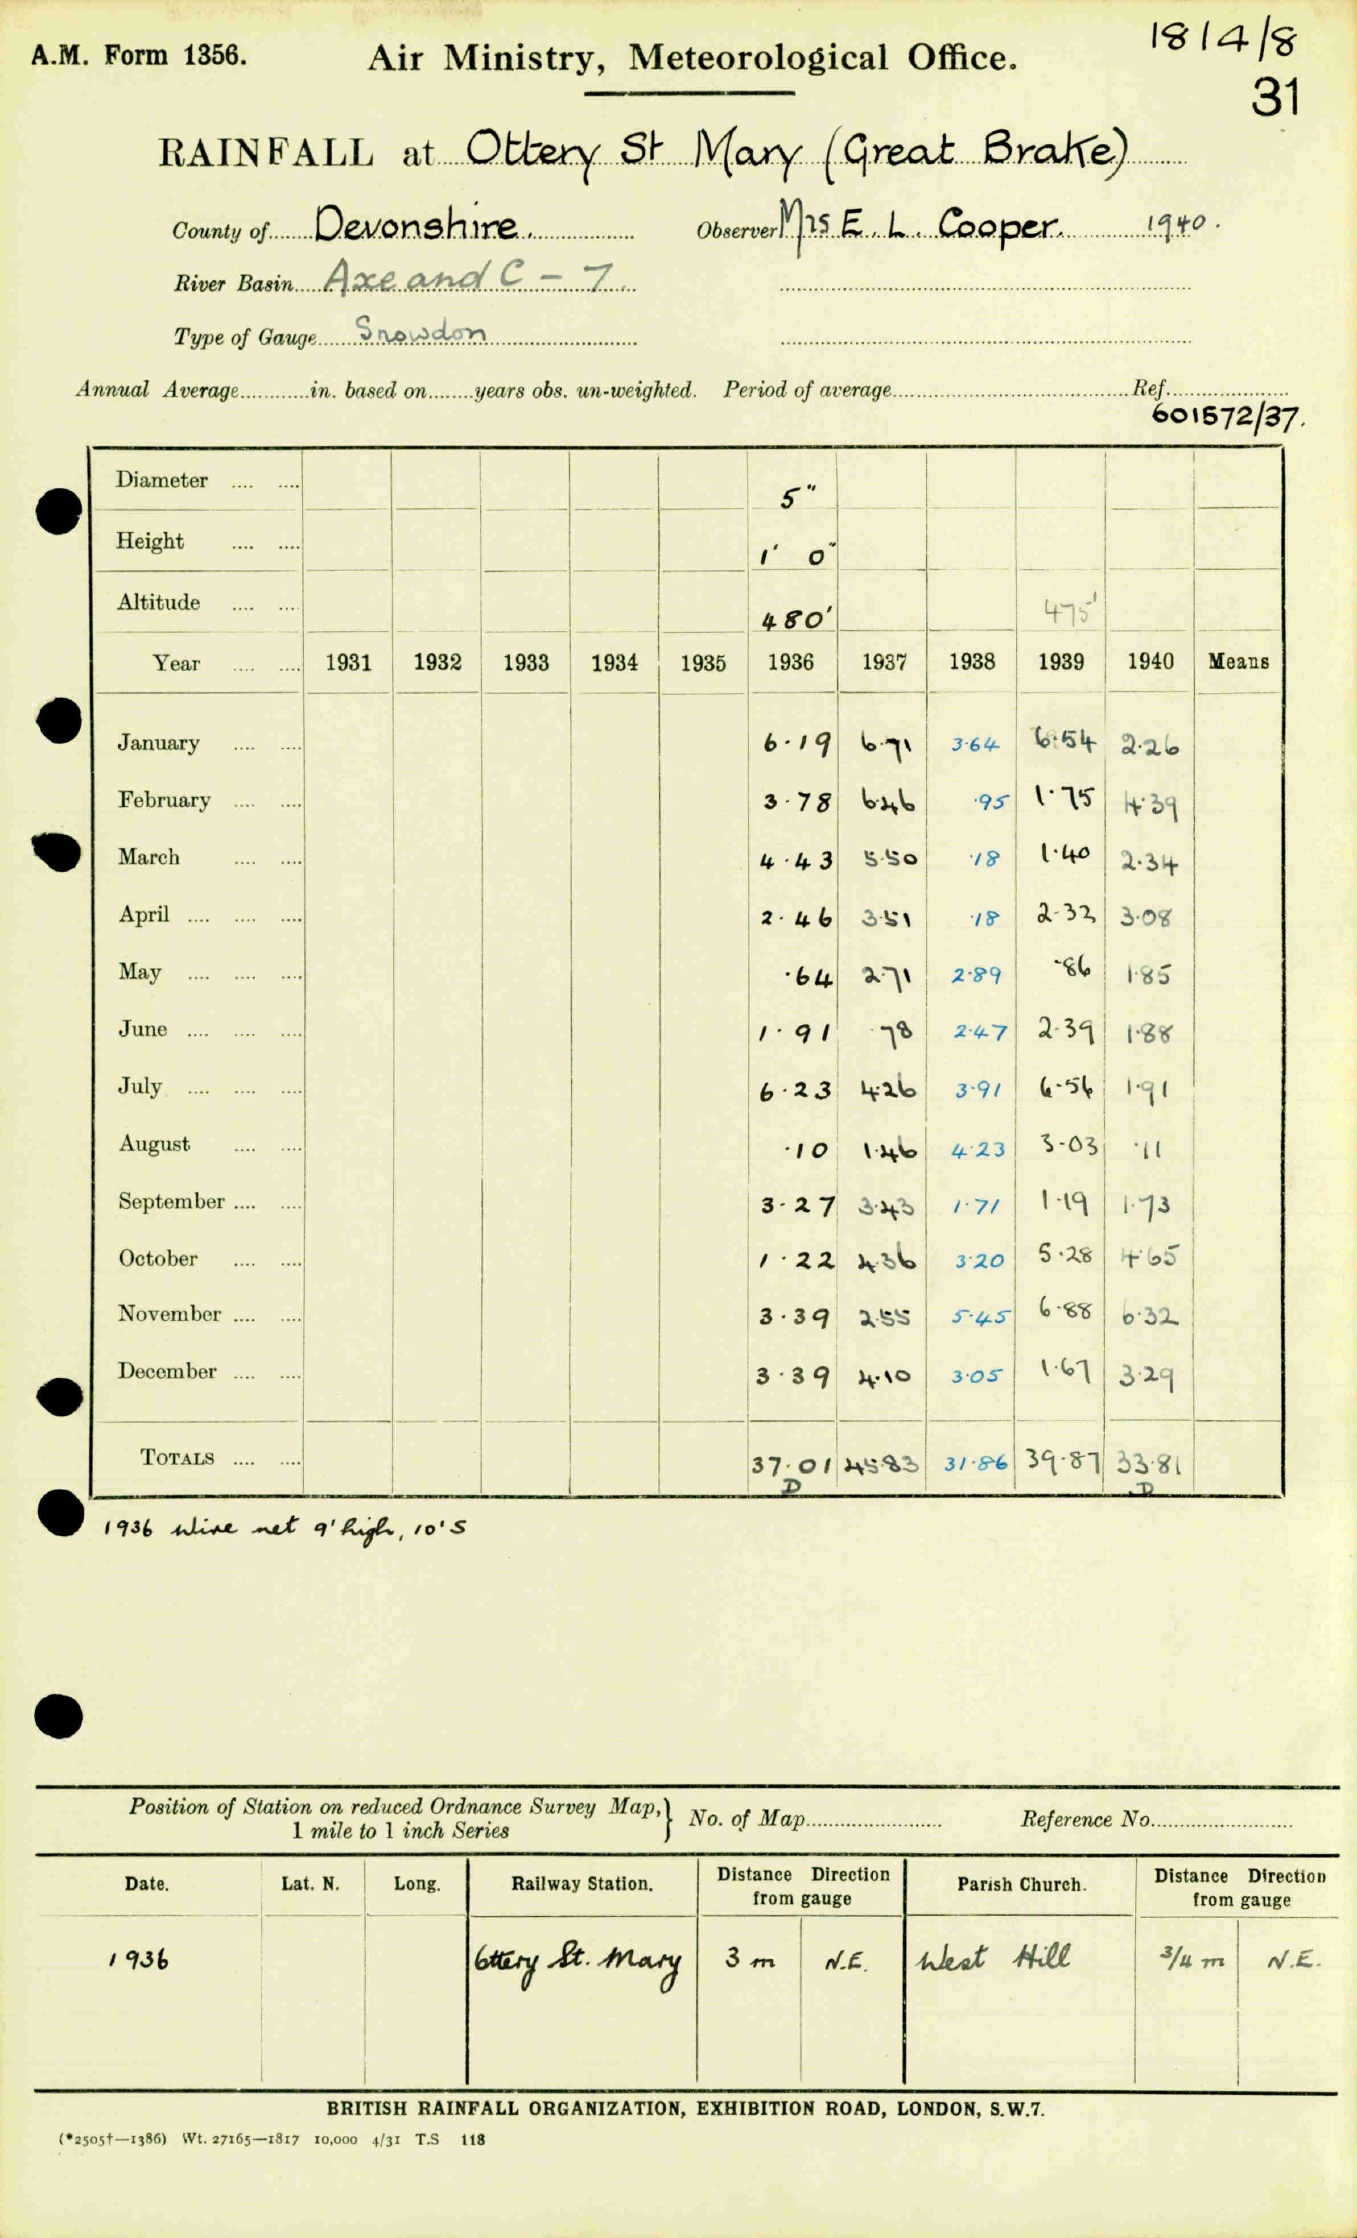 A.M. Form 1356. Air Ministry, Meteorological Office. 1814/8
31
RAINFALL at Ottery St Mary (Great Brake)
County of Devonshire. Observer Mrs E. L. Cooper. 1940.
River Basin Axe and C - 7.
Type of Gauge Snowdon
Annual Average in. based on years obs. un-weighted. Period of average Ref.
601572/37.
Diameter 5"
Height 1' 0"
Altitude 480' 475'
Year 1931 1932 1933 1934 1935 1936 1937 1938 1939 1940 Means
January 6.19 6.71 3.64 6.54 2.26
February 3.78 6.46 .95 1.75 4.39
March 4.43 5.50 .18 1.40 2.34
April 2.46 3.51 .18 2.32 3.08
May .64 2.71 2.89 .86 1.85
June 1.91 .78 2.47 2.39 1.88
July 6.23 4.26 3.91 6.56 1.91
August .10 1.46 4.23 3.03 .11
September 3.27 3.43 1.71 1.19 1.73
October 1.22 4.36 3.20 5.28 4.65
November 3.39 2.55 5.45 6.88 6.32
December 3.39 4.10 3.05 1.67 3.29
TOTALS 37.01 45.83 31.86 39.87 33.81
D D
1936 Wire net 9' high, 10' S
Position of Station on reduced Ordnance Survey Map, } No. of Map Reference No.
1 mile to 1 inch Series
Date. Lat. N. Long. Railway Station. Distance Direction from gauge Parish Church. Distance Direction from gauge
1936 Ottery St. Mary 3 m N.E. West Hill 3/4 m N.E.
BRITISH RAINFALL ORGANIZATION, EXHIBITION ROAD, LONDON, S.W.7.
(*2505†—1386) Wt. 27165—1817 10,000 4/31 T.S 118